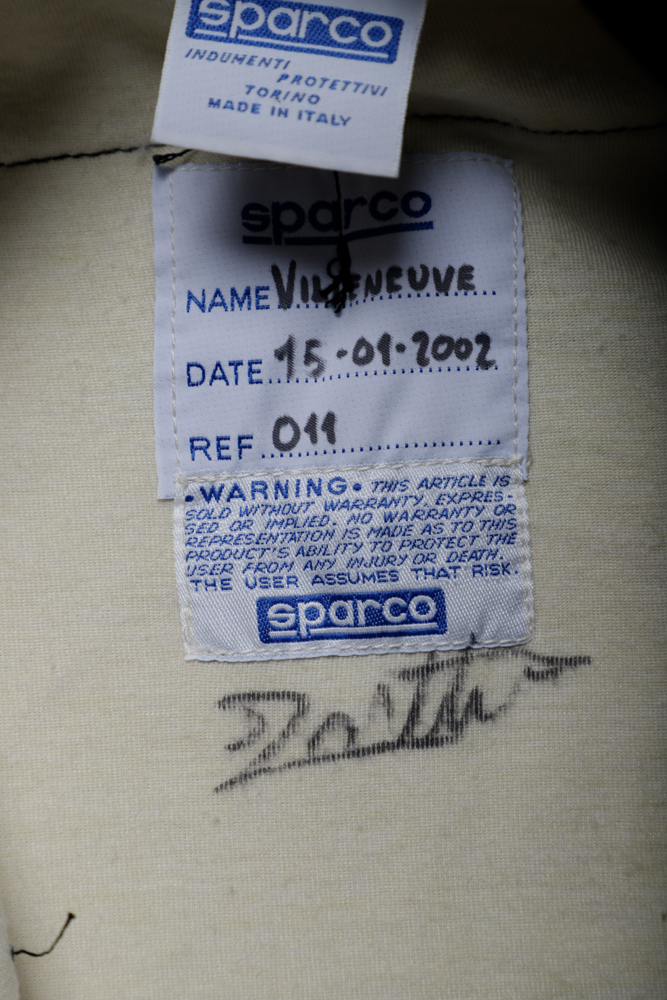 sparco
INDUMENTI
PROTETTIVI
TORINO
MADE IN ITALY
sparco
NAME VILLENEUVE
DATE 15-01-2002
REF 011
•WARNING• THIS ARTICLE IS
SOLD WITHOUT WARRANTY, EXPRES-
SED OR IMPLIED. NO WARRANTY OR
REPRESENTATION IS MADE AS TO THIS
PRODUCT'S ABILITY TO PROTECT THE
USER FROM ANY INJURY OR DEATH.
THE USER ASSUMES THAT RISK.
sparco